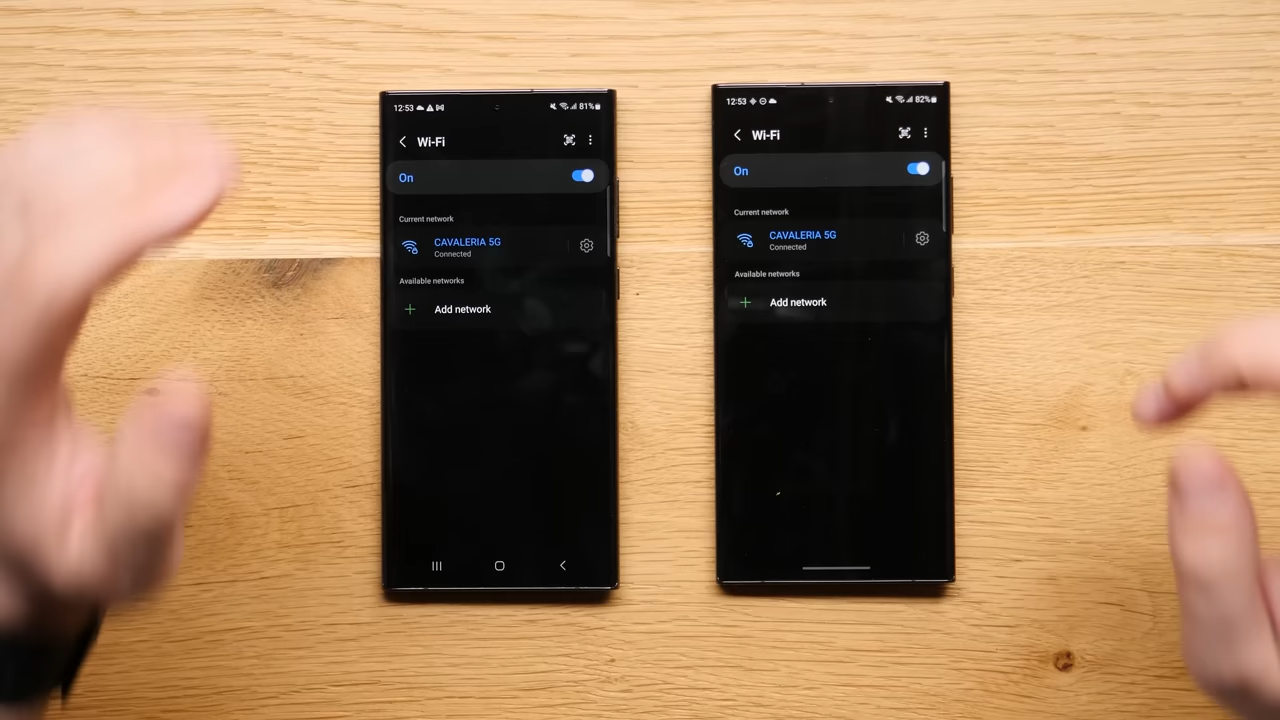 12:53
81%
Wi-Fi
On
Current network
CAVALERIA 5G
Connected
Available networks
Add network
12:53
82%
Wi-Fi
On
Current network
CAVALERIA 5G
Connected
Available networks
Add network